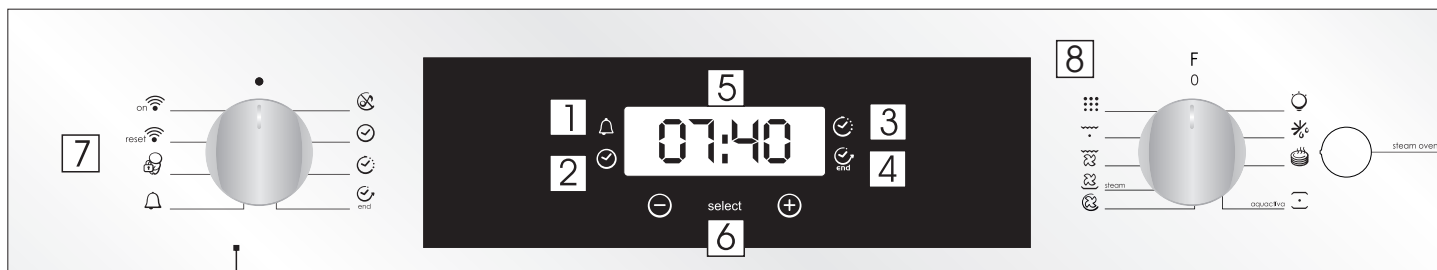 F
0
8
5
on
1
3
07:40
reset
7
2
4
end
steam oven
steam
end
select
aquactiva
6